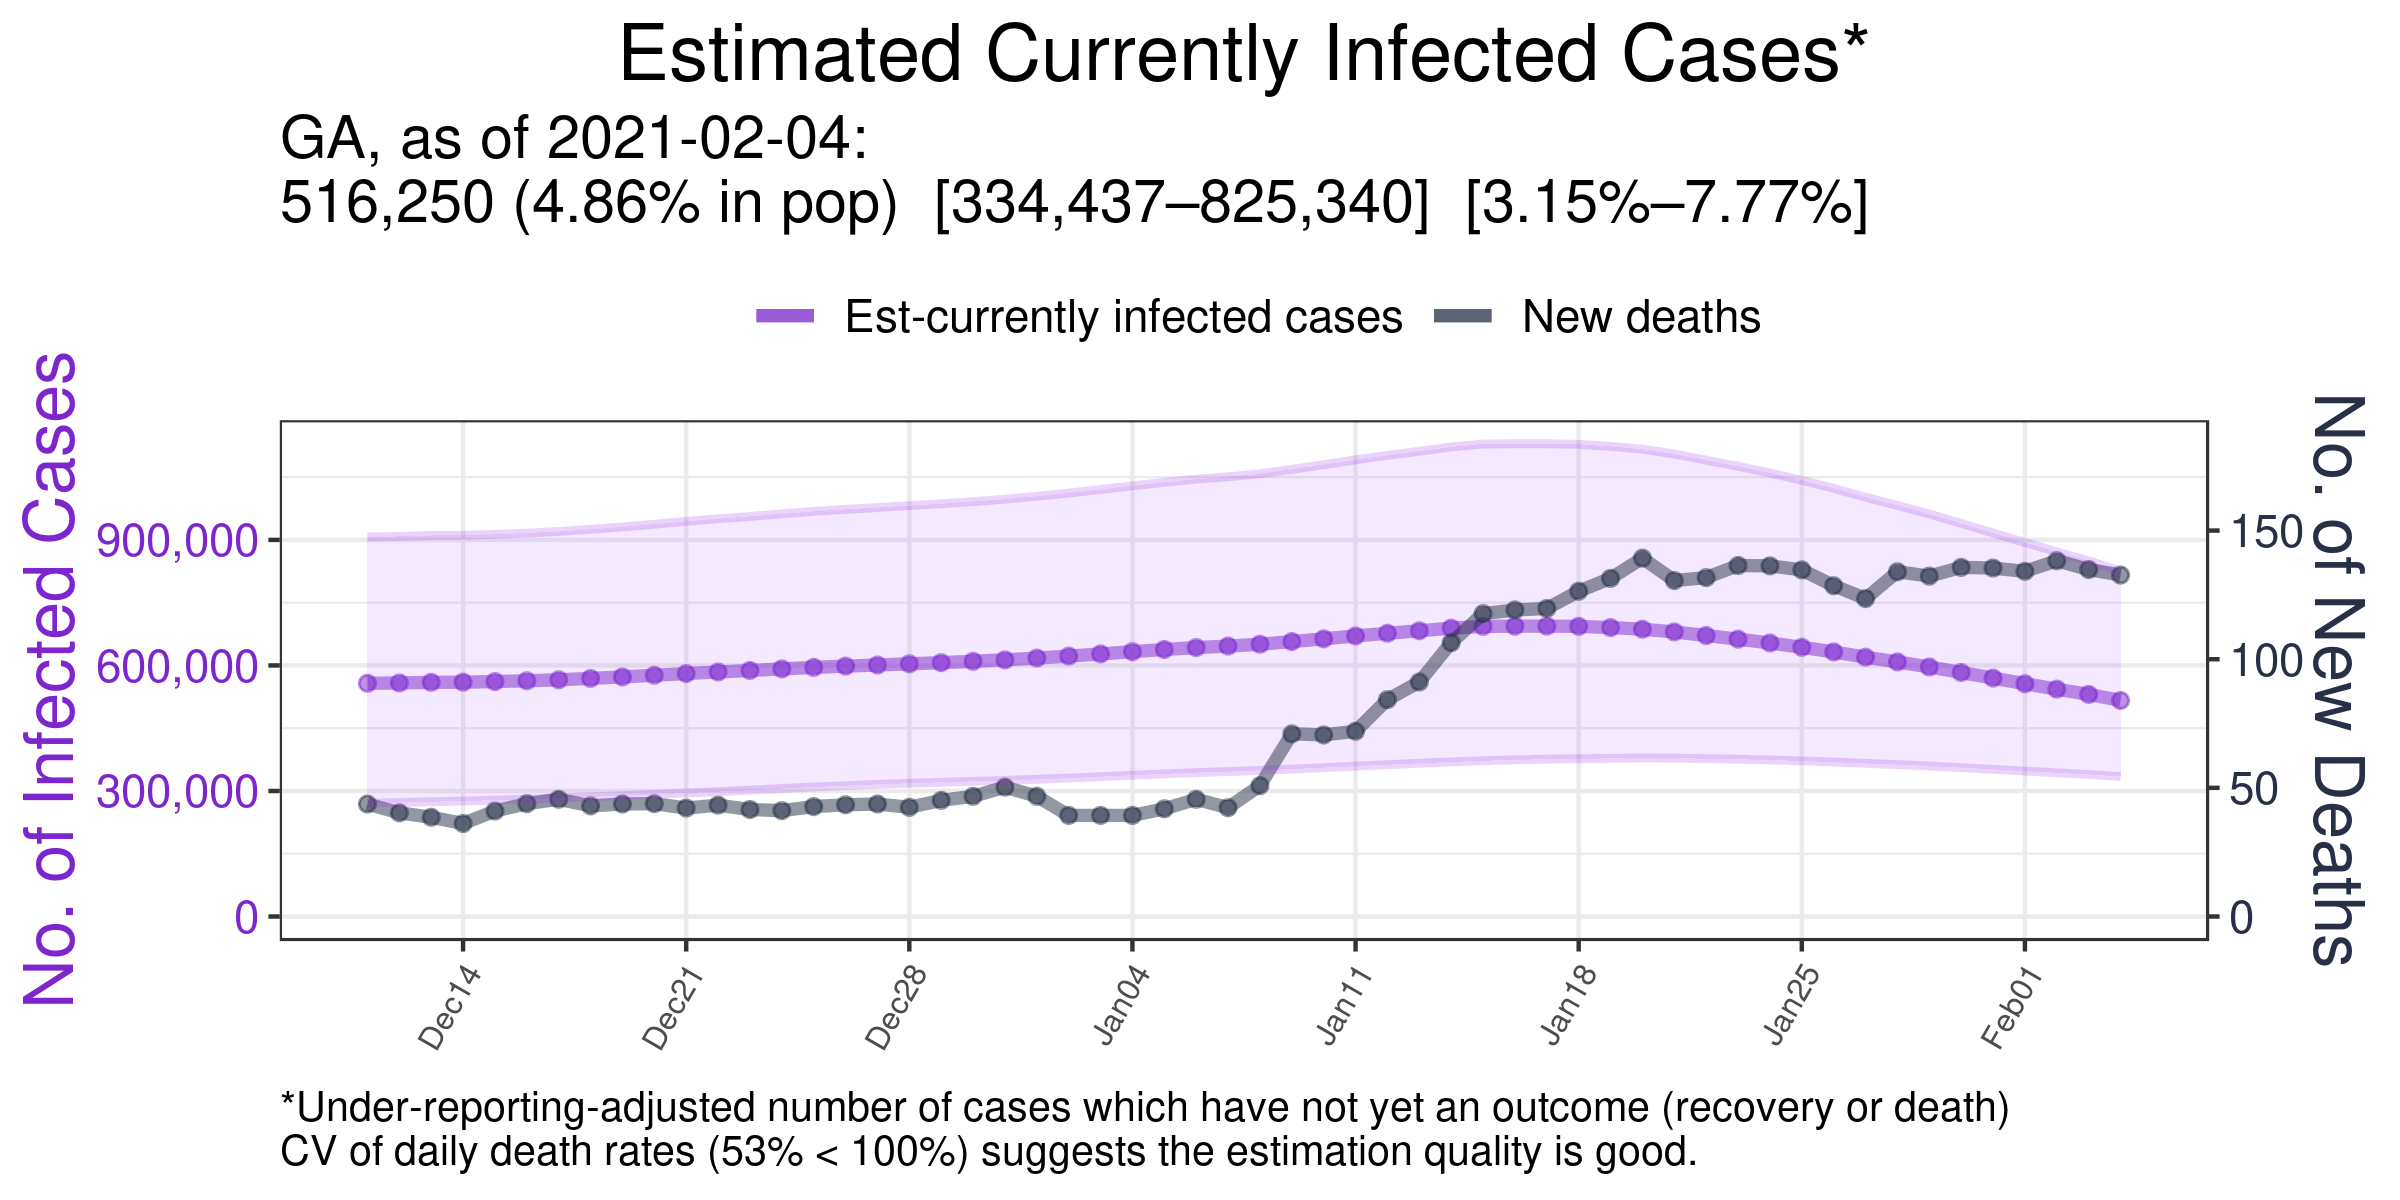 Estimated Currently Infected Cases*
GA, as of 2021-02-04:
516,250 (4.86% in pop)  [334,437–825,340]  [3.15%–7.77%]
Est-currently infected cases
New deaths
No. of Infected Cases
900,000
600,000
300,000
0
150
100
50
0
No. of New Deaths
Dec14
Dec21
Dec28
Jan04
Jan11
Jan18
Jan25
Feb01
*Under-reporting-adjusted number of cases which have not yet an outcome (recovery or death)
CV of daily death rates (53% < 100%) suggests the estimation quality is good.